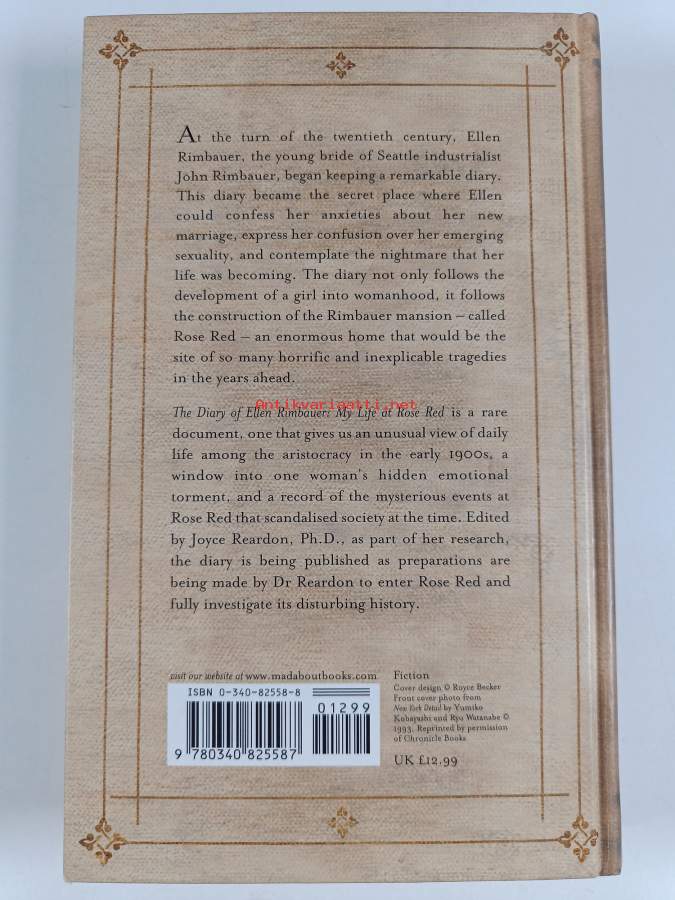 At the turn of the twentieth century, Ellen
Rimbauer, the young bride of Seattle industrialist
John Rimbauer, began keeping a remarkable diary.
This diary became the secret place where Ellen
could confess her anxieties about her new
marriage, express her confusion over her emerging
sexuality, and contemplate the nightmare that her
life was becoming. The diary not only follows the
development of a girl into womanhood, it follows
the construction of the Rimbauer mansion – called
Rose Red – an enormous home that would be the
site of so many horrific and inexplicable tragedies
in the years ahead.
Antikvariaatti.net
The Diary of Ellen Rimbauer: My Life at Rose Red is a rare
document, one that gives us an unusual view of daily
life among the aristocracy in the early 1900s, a
window into one woman's hidden emotional
torment, and a record of the mysterious events at
Rose Red that scandalised society at the time. Edited
by Joyce Reardon, Ph.D., as part of her research,
the diary is being published as preparations are
being made by Dr Reardon to enter Rose Red and
fully investigate its disturbing history.
visit our website at www.madaboutbooks.com
ISBN 0-340-82558-8
01299
9 780340 825587
Fiction
Cover design © Royce Becker
Front cover photo from
New York Detail by Yumiko
Kobayashi and Ryo Watanabe ©
1993. Reprinted by permission
of Chronicle Books
UK £12.99